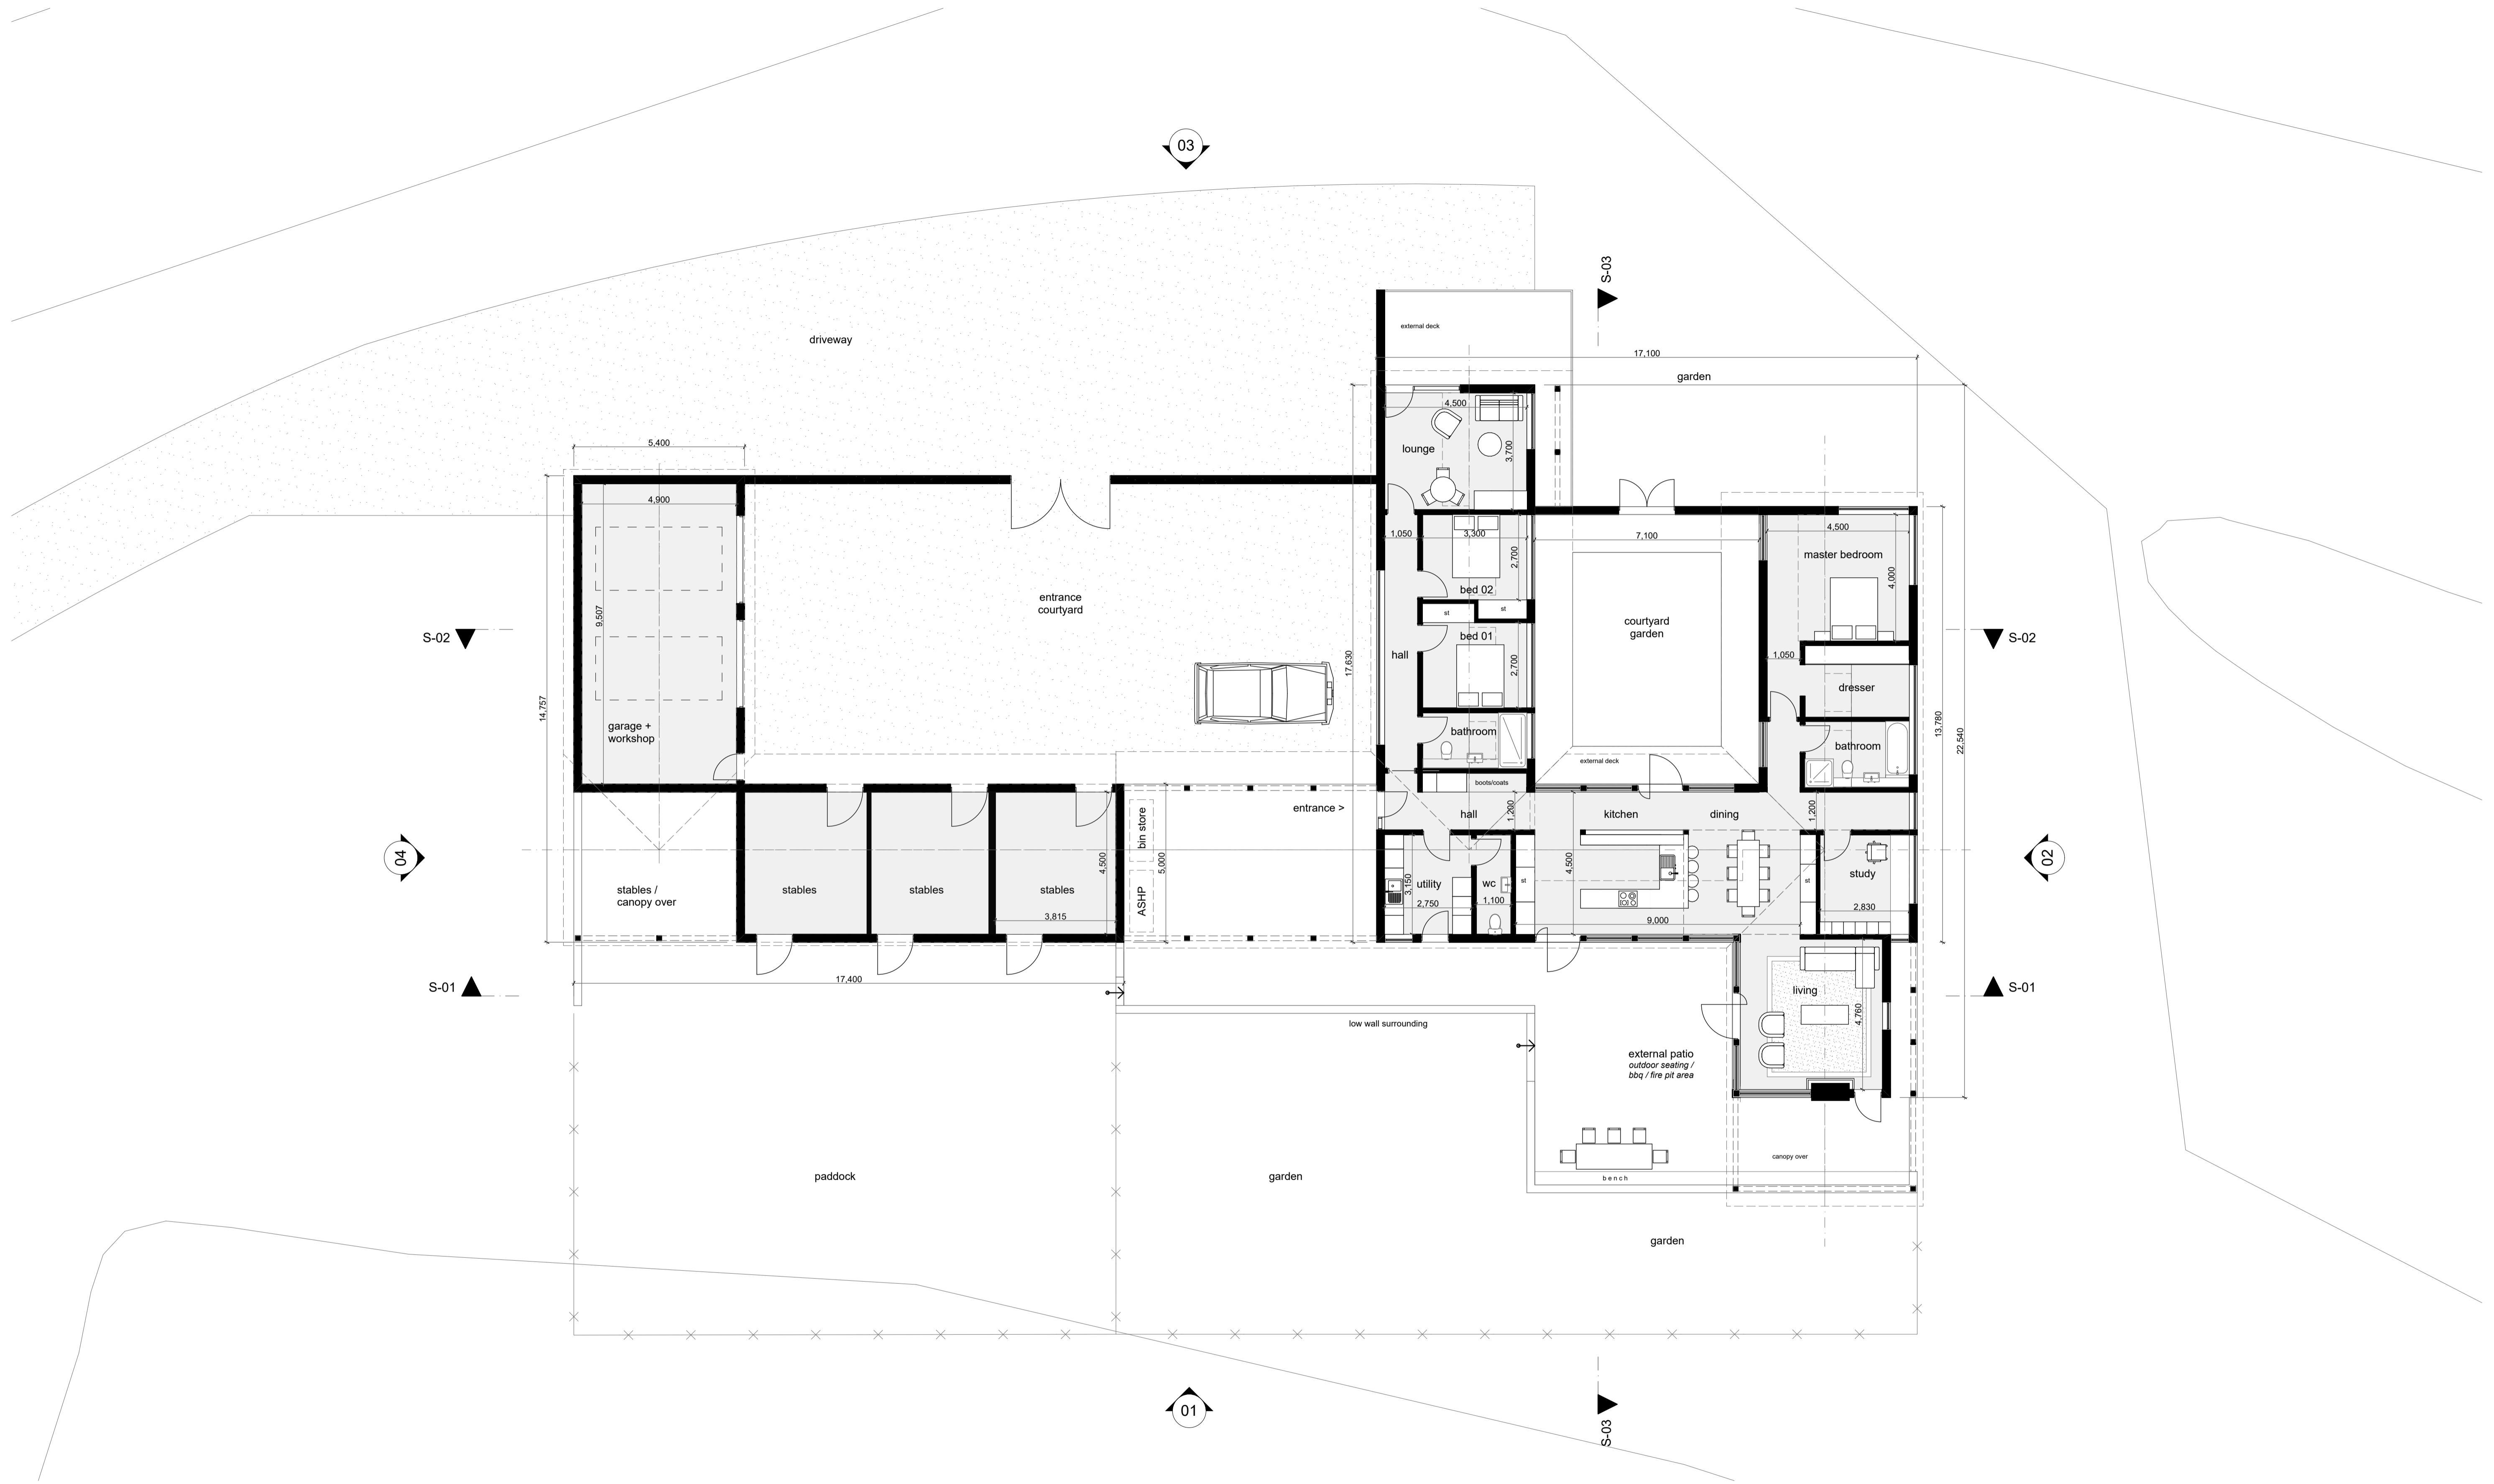 03
S-03
external deck
driveway
17,100
garden
4,500
5,400
lounge
3,700
4,900
1,050
3,300
7,100
4,500
2,700
master bedroom
4,000
bed 02
entrance
courtyard
9,507
st
st
courtyard
garden
S-02
bed 01
S-02
hall
17,630
2,700
1,050
dresser
14,757
garage +
workshop
bathroom
13,780
22,540
bathroom
external deck
boots/coats
entrance >
hall
1,200
kitchen
dining
1,200
bin store
04
02
4,500
5,000
4,500
stables /
canopy over
stables
stables
stables
ASHP
3,150
utility
wc
st
st
study
2,750
1,100
2,830
3,815
9,000
17,400
S-01
S-01
living
4,760
low wall surrounding
external patio
outdoor seating /
bbq / fire pit area
canopy over
paddock
garden
bench
garden
01
S-03